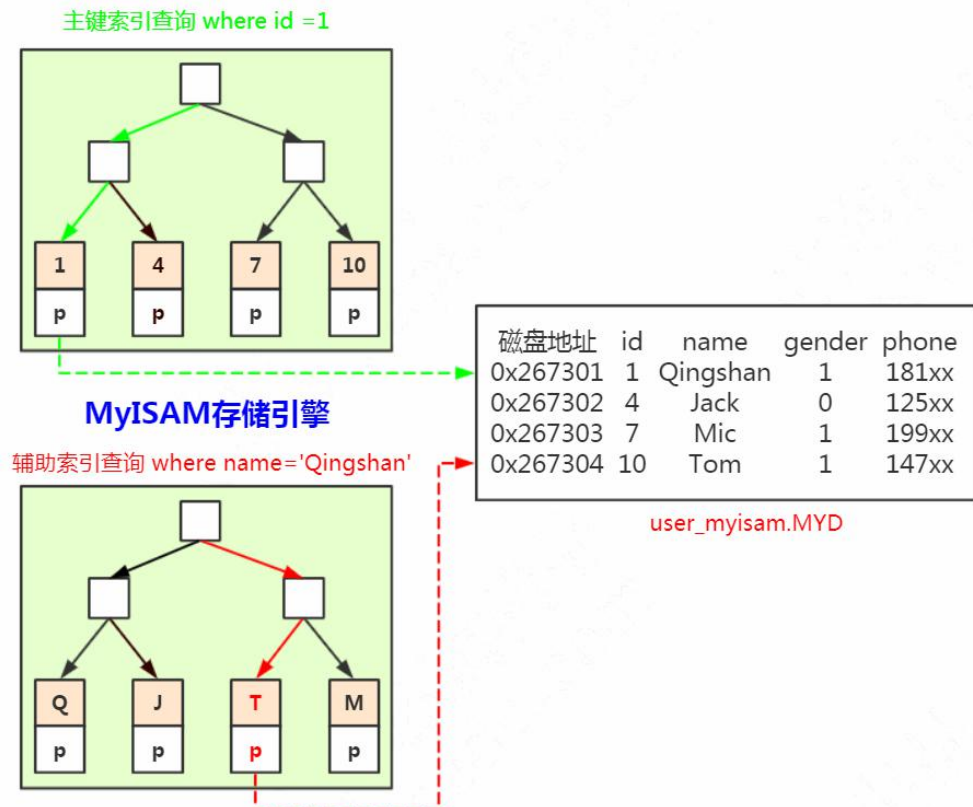 主键索引查询 where id =1
1 4 7 10
p p p p
磁盘地址 id name gender phone
0x267301 1 Qingshan 1 181xx
0x267302 4 Jack 0 125xx
0x267303 7 Mic 1 199xx
0x267304 10 Tom 1 147xx
user_myisam.MYD
MyISAM存储引擎
辅助索引查询 where name='Qingshan'
Q J T M
p p p p